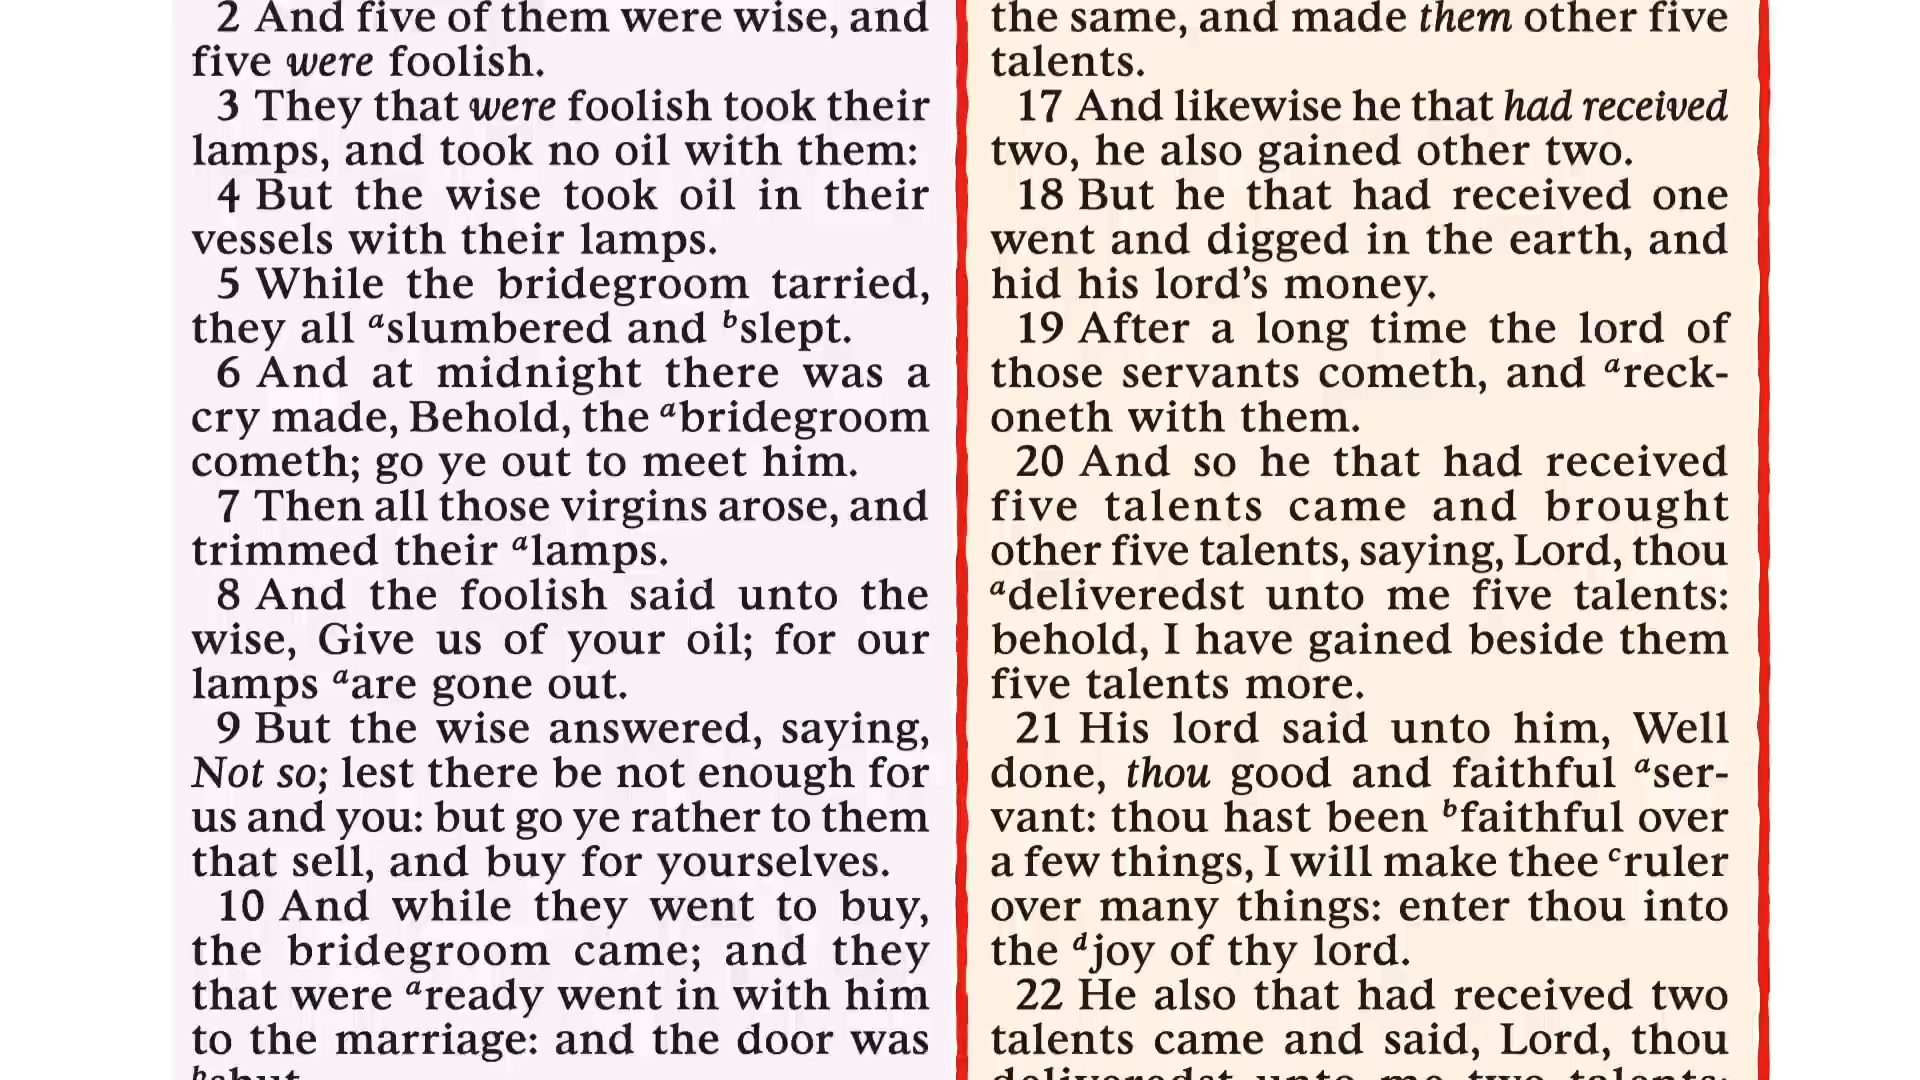 2 And five of them were wise, and
five were foolish.
3 They that were foolish took their
lamps, and took no oil with them:
4 But the wise took oil in their
vessels with their lamps.
5 While the bridegroom tarried,
they all aslumbered and bslept.
6 And at midnight there was a
cry made, Behold, the abridegroom
cometh; go ye out to meet him.
7 Then all those virgins arose, and
trimmed their alamps.
8 And the foolish said unto the
wise, Give us of your oil; for our
lamps aare gone out.
9 But the wise answered, saying,
Not so; lest there be not enough for
us and you: but go ye rather to them
that sell, and buy for yourselves.
10 And while they went to buy,
the bridegroom came; and they
that were aready went in with him
to the marriage: and the door was
bshut.
the same, and made them other five
talents.
17 And likewise he that had received
two, he also gained other two.
18 But he that had received one
went and digged in the earth, and
hid his lord's money.
19 After a long time the lord of
those servants cometh, and areck-
oneth with them.
20 And so he that had received
five talents came and brought
other five talents, saying, Lord, thou
adeliveredst unto me five talents:
behold, I have gained beside them
five talents more.
21 His lord said unto him, Well
done, thou good and faithful aser-
vant: thou hast been bfaithful over
a few things, I will make thee cruler
over many things: enter thou into
the djoy of thy lord.
22 He also that had received two
talents came and said, Lord, thou
deliveredst unto me two talents: